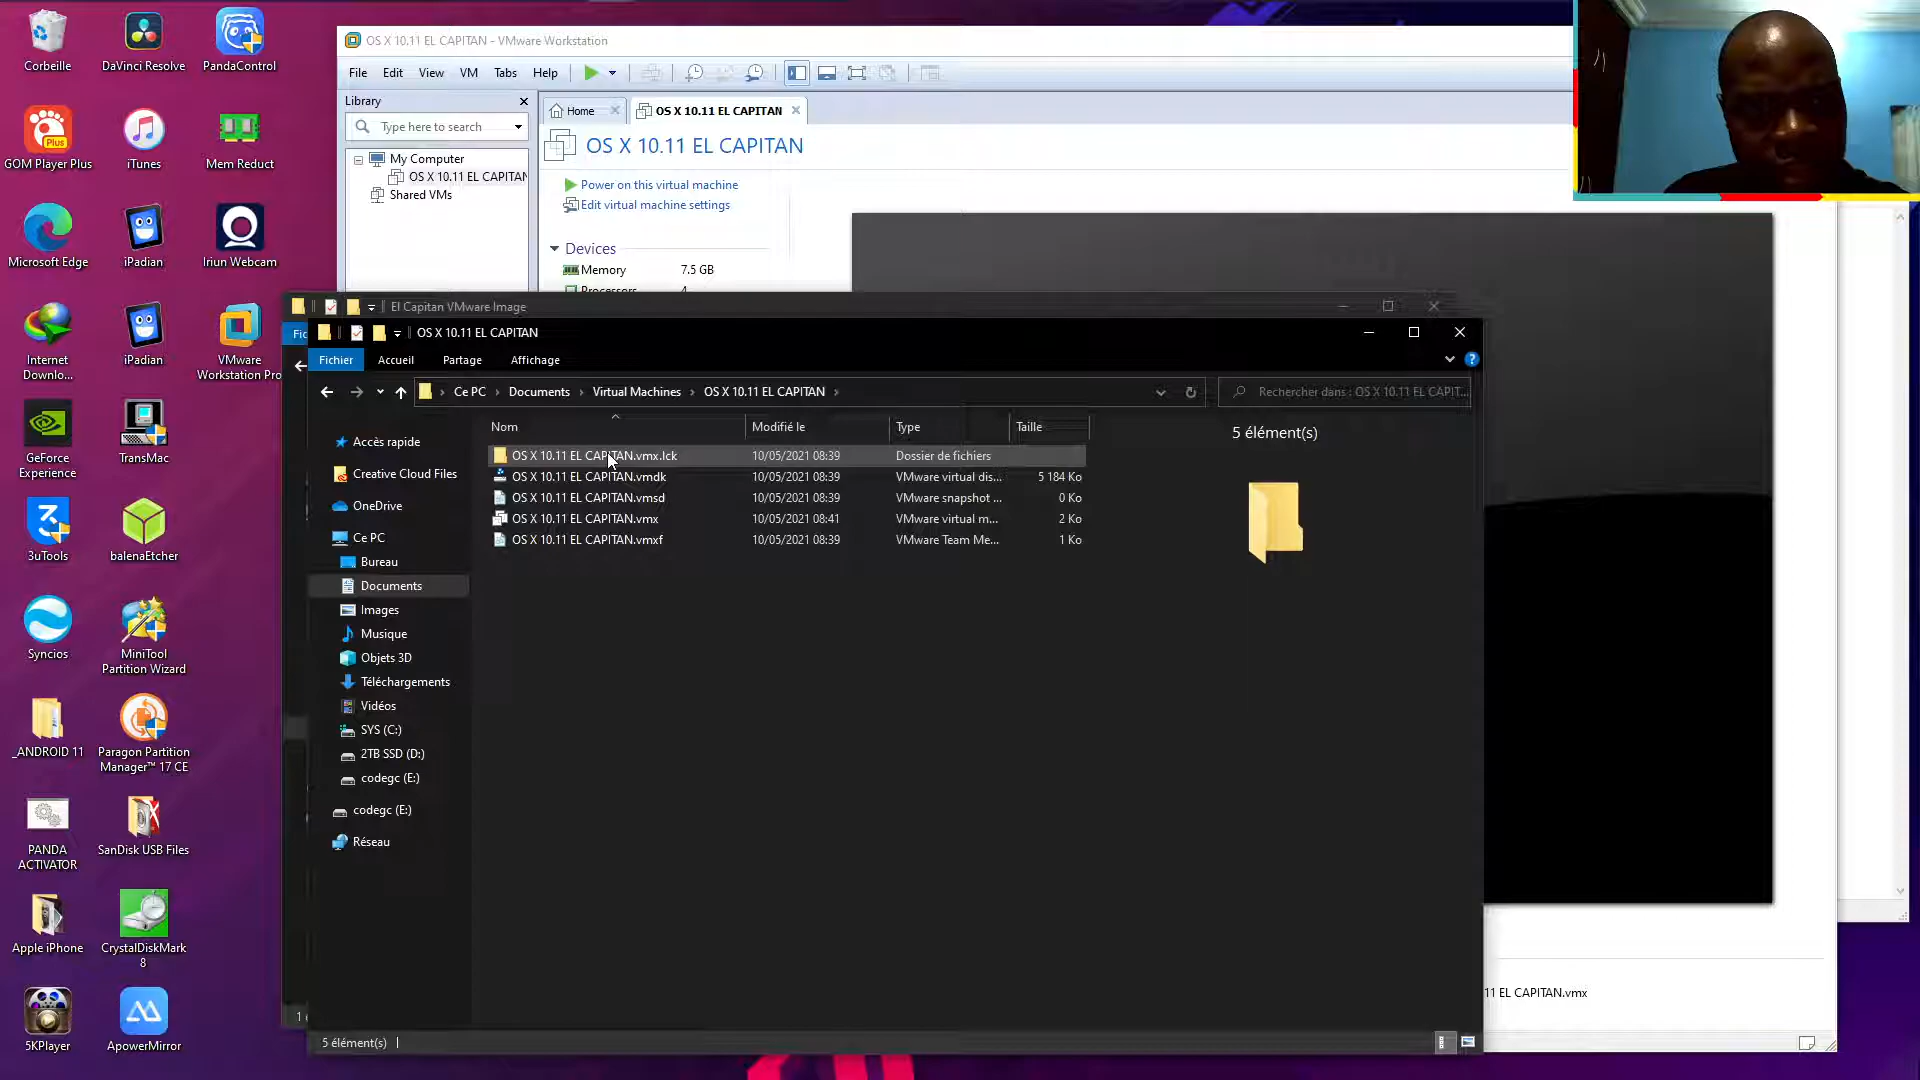 Corbeille
DaVinci Resolve
PandaControl
GOM Player Plus
Plus
iTunes
Mem Reduct
Microsoft Edge
iPadian
Iriun Webcam
Internet
Downlo...
iPadian
VMware
Workstation Pro
GeForce
Experience
TransMac
3uTools
balenaEtcher
Syncios
MiniTool
Partition Wizard
_ANDROID 11
Paragon Partition
Manager™ 17 CE
PANDA
ACTIVATOR
SanDisk USB Files
Apple iPhone
CrystalDiskMark
8
5KPlayer
ApowerMirror
OS X 10.11 EL CAPITAN - VMware Workstation
File Edit View VM Tabs Help
Library
Type here to search
My Computer
OS X 10.11 EL CAPITAN
Shared VMs
Home
OS X 10.11 EL CAPITAN
OS X 10.11 EL CAPITAN
Power on this virtual machine
Edit virtual machine settings
Devices
Memory 7.5 GB
Processors 4
El Capitan VMware Image
Fic
OS X 10.11 EL CAPITAN
Fichier Accueil Partage Affichage
Ce PC > Documents > Virtual Machines > OS X 10.11 EL CAPITAN >
Rechercher dans : OS X 10.11 EL CAPIT...
Accès rapide
Creative Cloud Files
OneDrive
Ce PC
Bureau
Documents
Images
Musique
Objets 3D
Téléchargements
Vidéos
SYS (C:)
2TB SSD (D:)
codegc (E:)
codegc (E:)
Réseau
Nom Modifié le Type Taille
OS X 10.11 EL CAPITAN.vmx.lck 10/05/2021 08:39 Dossier de fichiers
OS X 10.11 EL CAPITAN.vmdk 10/05/2021 08:39 VMware virtual dis... 5 184 Ko
OS X 10.11 EL CAPITAN.vmsd 10/05/2021 08:39 VMware snapshot ... 0 Ko
OS X 10.11 EL CAPITAN.vmx 10/05/2021 08:41 VMware virtual m... 2 Ko
OS X 10.11 EL CAPITAN.vmxf 10/05/2021 08:39 VMware Team Me... 1 Ko
5 élément(s)
11 EL CAPITAN.vmx
1
5 élément(s)